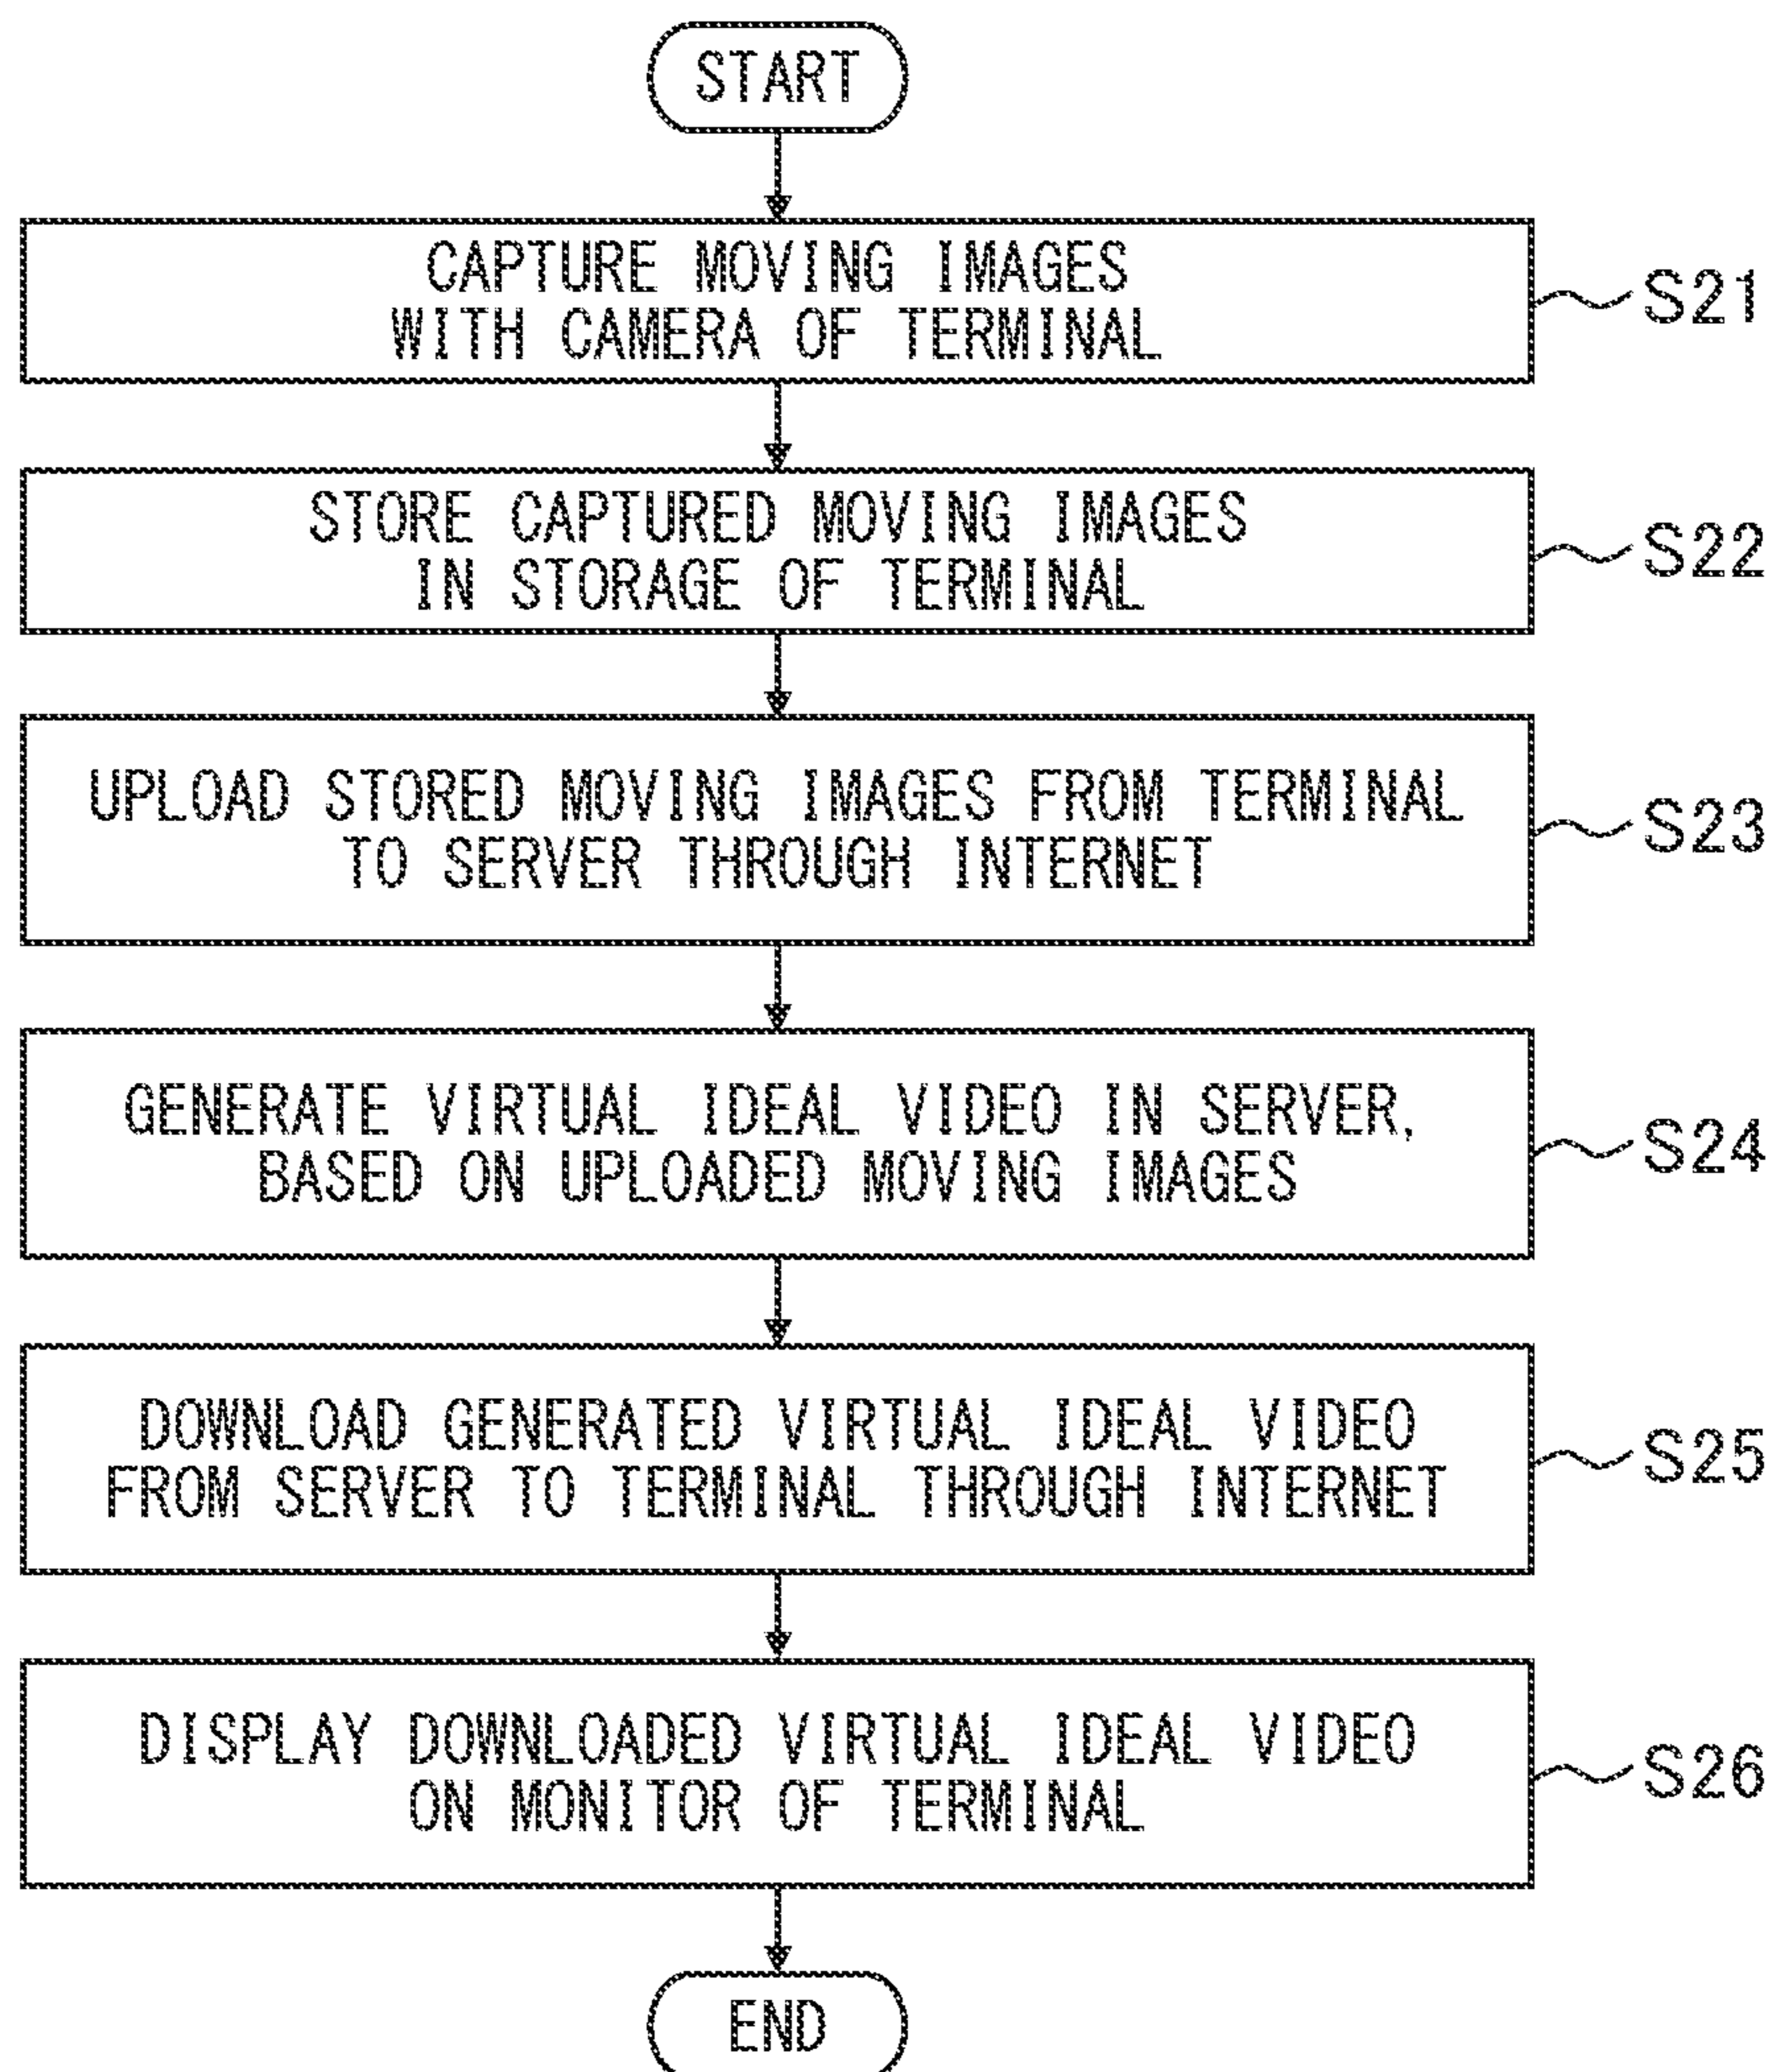 START
CAPTURE MOVING IMAGES
WITH CAMERA OF TERMINAL
S21
STORE CAPTURED MOVING IMAGES
IN STORAGE OF TERMINAL
S22
UPLOAD STORED MOVING IMAGES FROM TERMINAL
TO SERVER THROUGH INTERNET
S23
GENERATE VIRTUAL IDEAL VIDEO IN SERVER,
BASED ON UPLOADED MOVING IMAGES
S24
DOWNLOAD GENERATED VIRTUAL IDEAL VIDEO
FROM SERVER TO TERMINAL THROUGH INTERNET
S25
DISPLAY DOWNLOADED VIRTUAL IDEAL VIDEO
ON MONITOR OF TERMINAL
S26
END